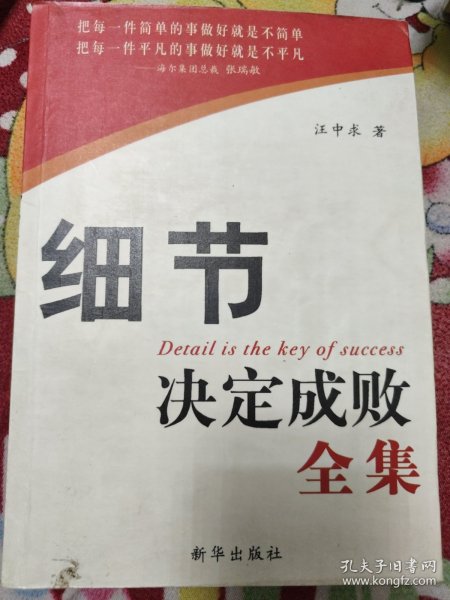 把每一件简单的事做好就是不简单
把每一件平凡的事做好就是不平凡
——海尔集团总裁 张瑞敏
汪中求 著
细节
Detail is the key of success
决定成败
全集
新华出版社
孔夫子旧书网
www.kongfz.com